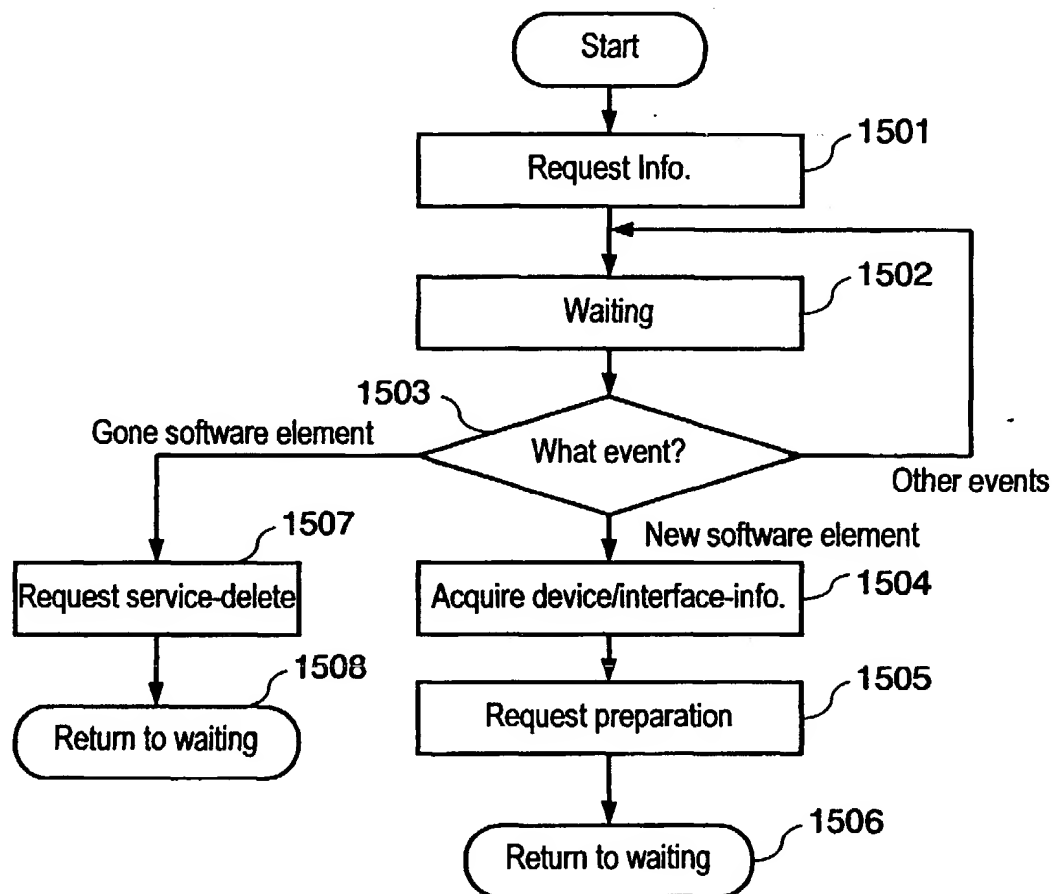 Start
1501
Request Info.
1502
Waiting
1503
Gone software element
What event?
Other events
New software element
1507
Request service-delete
1504
Acquire device/interface-info.
1508
Return to waiting
1505
Request preparation
1506
Return to waiting